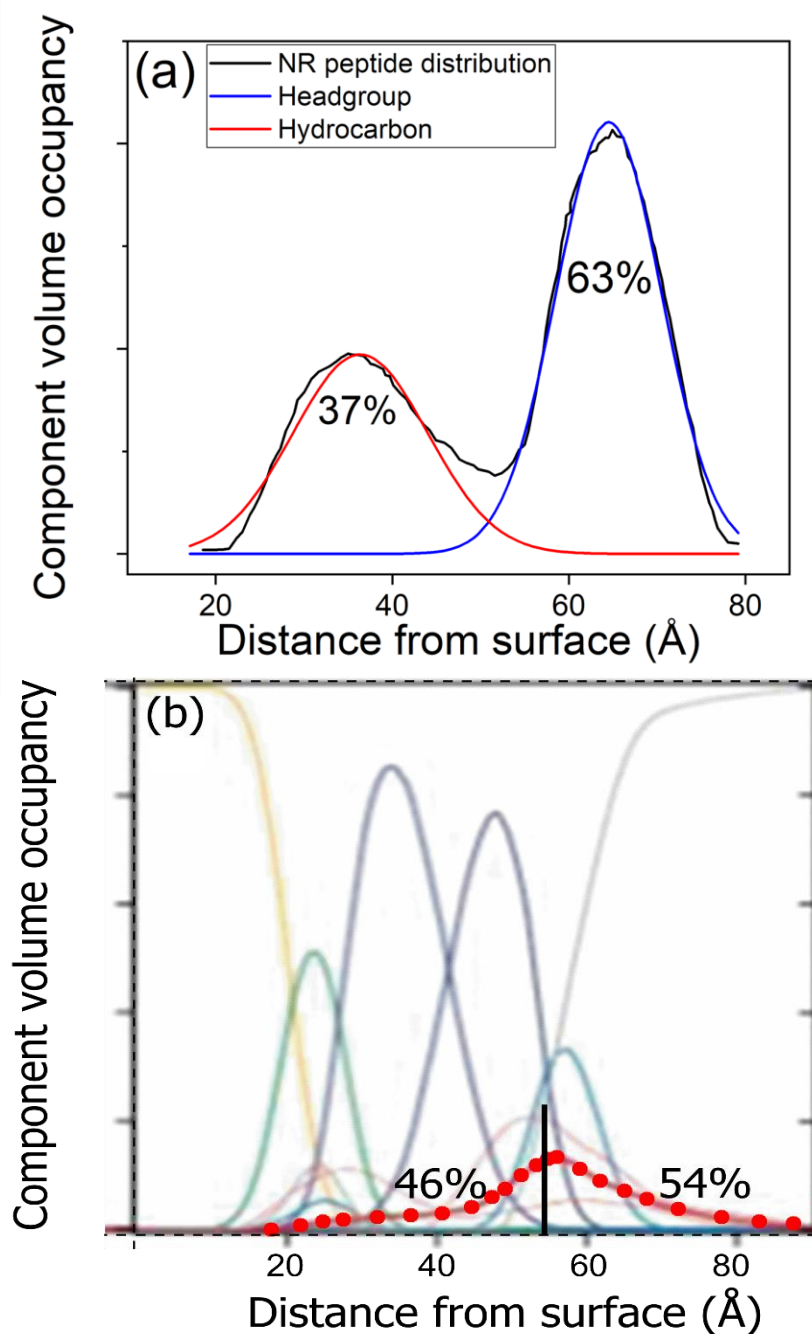 (a)
NR peptide distribution
Headgroup
Hydrocarbon
Component volume occupancy
63%
37%
20 40 60 80
Distance from surface (Å)
(b)
Component volume occupancy
46% 54%
20 40 60 80
Distance from surface (Å)